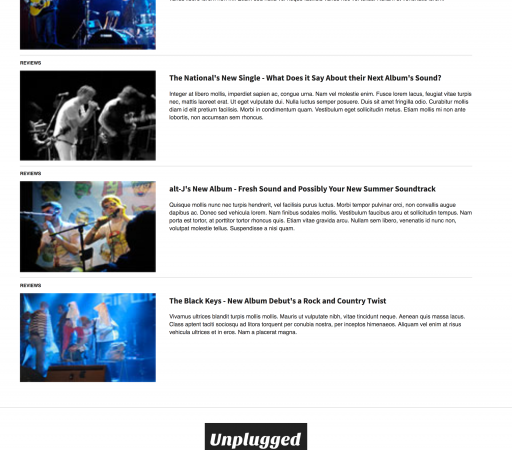 REVIEWS
The National's New Single - What Does it Say About their Next Album's Sound?
Integer at libero mollis, imperdiet sapien ac, congue urna. Nam vel molestie enim. Fusce lorem lacus, feugiat vitae turpis
nec, mattis laoreet erat. Ut eget vulputate dui. Nulla luctus semper posuere. Duis sit amet fringilla odio. Curabitur mollis
diam id elit pretium facilisis. Morbi in condimentum quam. Vestibulum eget sollicitudin metus. Etiam mollis mi non ante
lobortis, non accumsan sem rhoncus.
REVIEWS
alt-J's New Album - Fresh Sound and Possibly Your New Summer Soundtrack
Quisque mollis nunc nec turpis hendrerit, vel facilisis purus luctus. Morbi tempor pulvinar orci, non convallis augue
dapibus ac. Donec sed vehicula lorem. Nam finibus sodales mollis. Vestibulum faucibus arcu et sollicitudin tempus. Nam
porta est tortor, at porttitor tortor rhoncus quis. Etiam vitae gravida arcu. Nullam sem libero, venenatis id nunc non,
volutpat molestie tellus. Suspendisse a nisi quam.
REVIEWS
The Black Keys - New Album Debut's a Rock and Country Twist
Vivamus ultrices blandit turpis mollis mollis. Mauris ut vulputate nibh, vitae tincidunt neque. Aenean quis massa lacus.
Class aptent taciti sociosqu ad litora torquent per conubia nostra, per inceptos himenaeos. Aliquam vel enim at risus
vehicula ultrices et in eros. Nam a placerat magna.
Unplugged